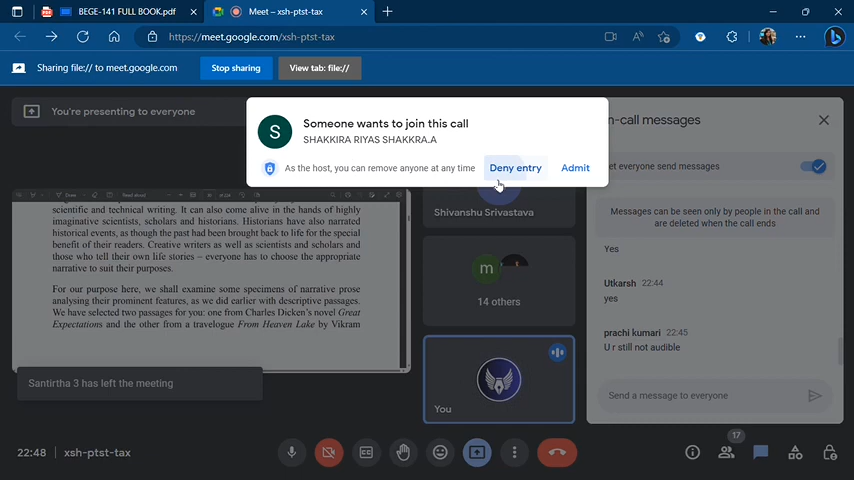 BEGE-141 FULL BOOK.pdf
Meet – xsh-ptst-tax
https://meet.google.com/xsh-ptst-tax
Sharing file:// to meet.google.com
Stop sharing
View tab: file://
You're presenting to everyone
Someone wants to join this call
S
SHAKKIRA RIYAS SHAKKRA.A
As the host, you can remove anyone at any time
Deny entry
Admit
n-call messages
et everyone send messages
Messages can be seen only by people in the call and
are deleted when the call ends
Yes
Utkarsh 22:44
yes
prachi kumari 22:45
U r still not audible
Send a message to everyone
scientific and technical writing. It can also come alive in the hands of highly
imaginative scientists, scholars and historians. Historians have also narrated
historical events, as though the past had been brought back to life for the special
benefit of their readers. Creative writers as well as scientists and scholars and
those who tell their own life stories – everyone has to choose the appropriate
narrative to suit their purposes.
For our purpose here, we shall examine some specimens of narrative prose
analysing their prominent features, as we did earlier with descriptive passages.
We have selected two passages for you: one from Charles Dicken's novel Great
Expectations and the other from a travelogue From Heaven Lake by Vikram
Shivanshu Srivastava
m
14 others
You
Santirtha 3 has left the meeting
22:48 | xsh-ptst-tax
17